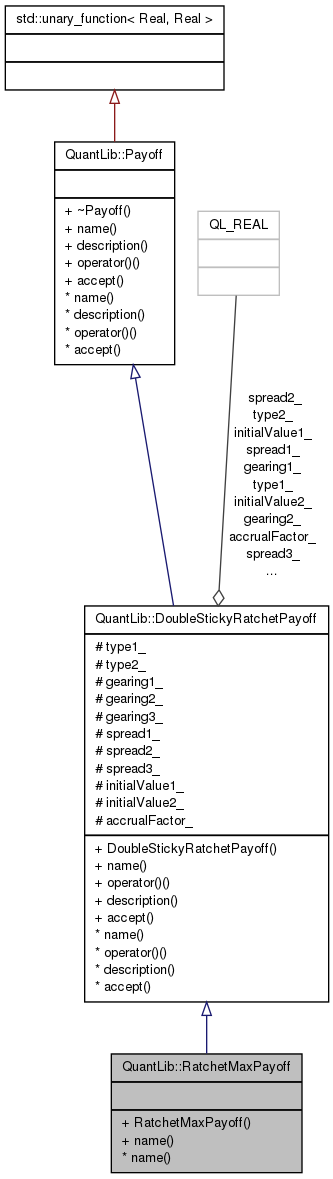 std::unary_function< Real, Real >
QuantLib::Payoff
+ ~Payoff()
+ name()
+ description()
+ operator()()
+ accept()
* name()
* description()
* operator()()
* accept()
QL_REAL
spread2_
type2_
initialValue1_
spread1_
gearing1_
type1_
initialValue2_
gearing2_
accrualFactor_
spread3_
...
QuantLib::DoubleStickyRatchetPayoff
# type1_
# type2_
# gearing1_
# gearing2_
# gearing3_
# spread1_
# spread2_
# spread3_
# initialValue1_
# initialValue2_
# accrualFactor_
+ DoubleStickyRatchetPayoff()
+ name()
+ operator()()
+ description()
+ accept()
* name()
* operator()()
* description()
* accept()
QuantLib::RatchetMaxPayoff
+ RatchetMaxPayoff()
+ name()
* name()